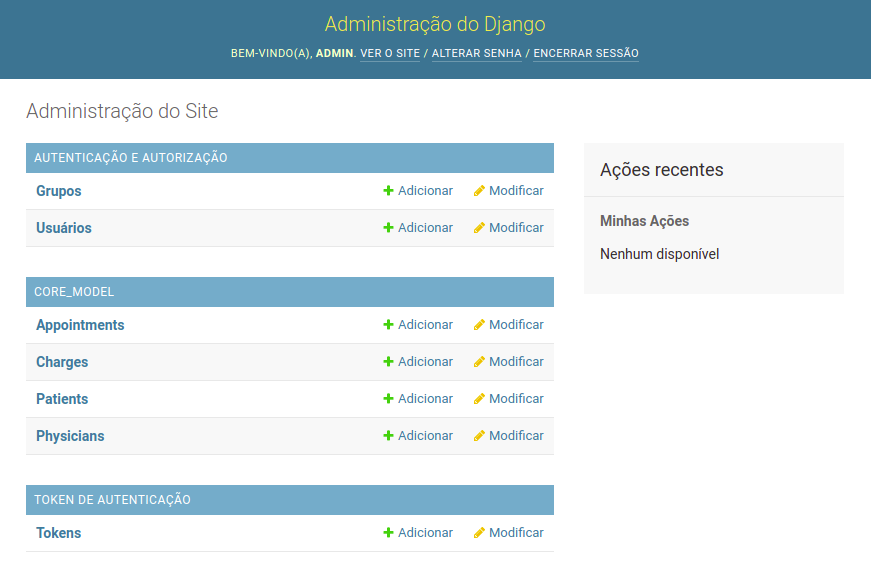 Administração do Django
BEM-VINDO(A), ADMIN. VER O SITE / ALTERAR SENHA / ENCERRAR SESSÃO
Administração do Site
AUTENTICAÇÃO E AUTORIZAÇÃO
Grupos Adicionar Modificar
Usuários Adicionar Modificar
CORE_MODEL
Appointments Adicionar Modificar
Charges Adicionar Modificar
Patients Adicionar Modificar
Physicians Adicionar Modificar
TOKEN DE AUTENTICAÇÃO
Tokens Adicionar Modificar
Ações recentes
Minhas Ações
Nenhum disponível